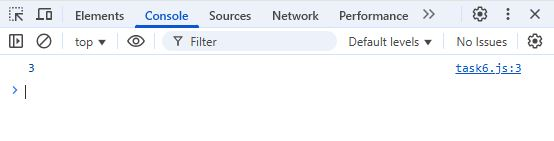 Elements Console Sources Network Performance
top Filter Default levels No Issues
3 task6.js:3